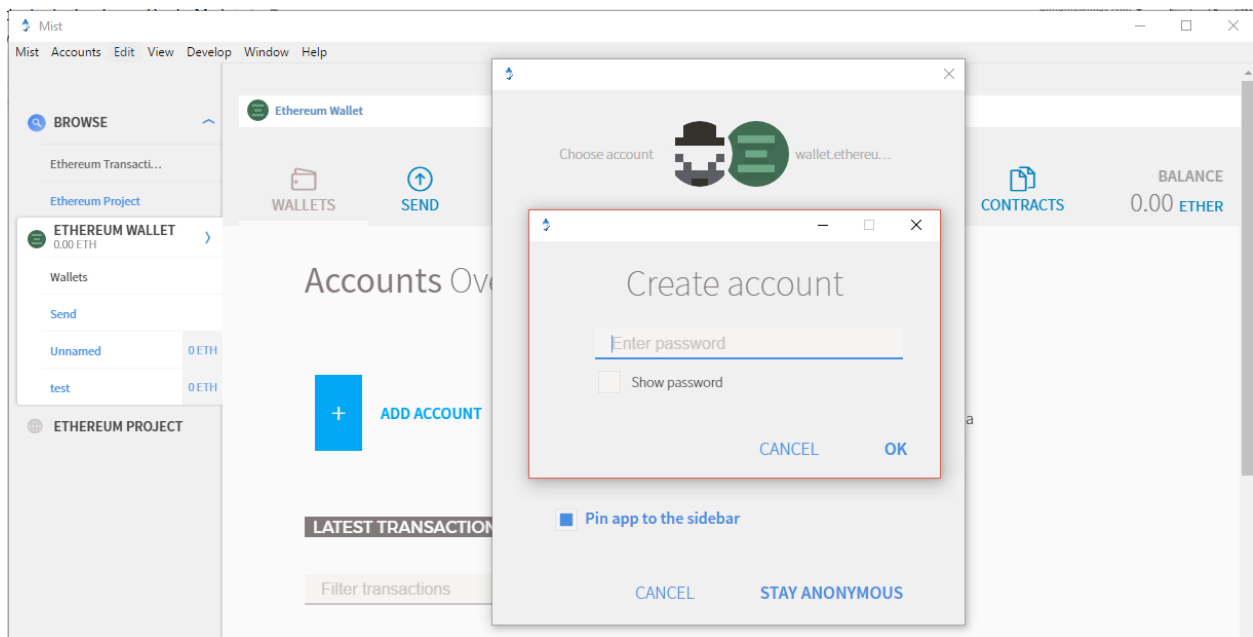 Mist
Mist Accounts Edit View Develop Window Help
BROWSE
Ethereum Transacti...
Ethereum Project
ETHEREUM WALLET
0.00 ETH
Wallets
Send
Unnamed 0 ETH
test 0 ETH
ETHEREUM PROJECT
Ethereum Wallet
WALLETS SEND
CONTRACTS
BALANCE
0.00 ETHER
Accounts Ove
ADD ACCOUNT
LATEST TRANSACTION
Filter transactions
Choose account wallet.ethereu...
Create account
Enter password
Show password
CANCEL OK
a
Pin app to the sidebar
CANCEL STAY ANONYMOUS